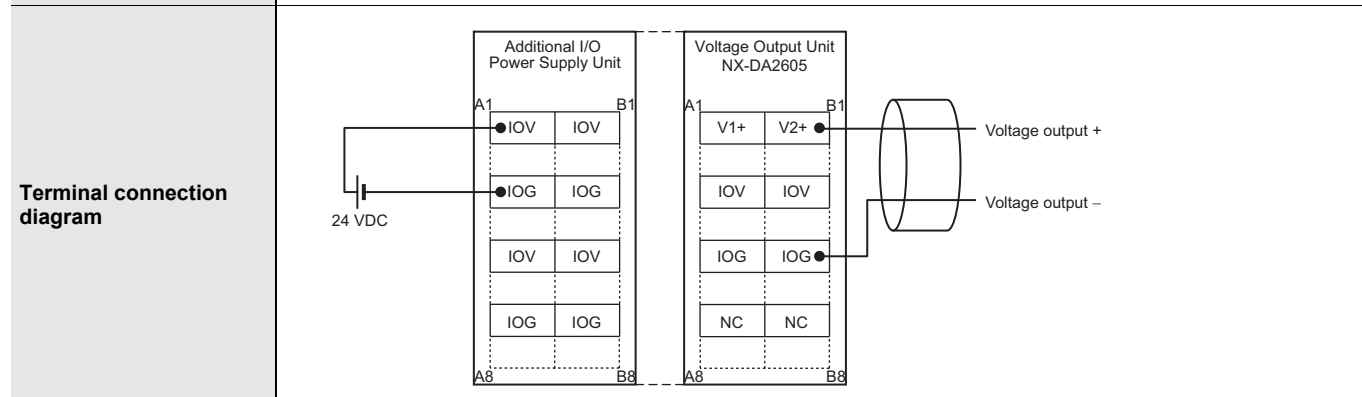 Terminal connection
diagram
Additional I/O
Power Supply Unit
A1 B1
IOV IOV
IOG IOG
IOV IOV
IOG IOG
A8 B8
24 VDC
Voltage Output Unit
NX-DA2605
A1 B1
V1+ V2+
IOV IOV
IOG IOG
NC NC
A8 B8
Voltage output +
Voltage output −